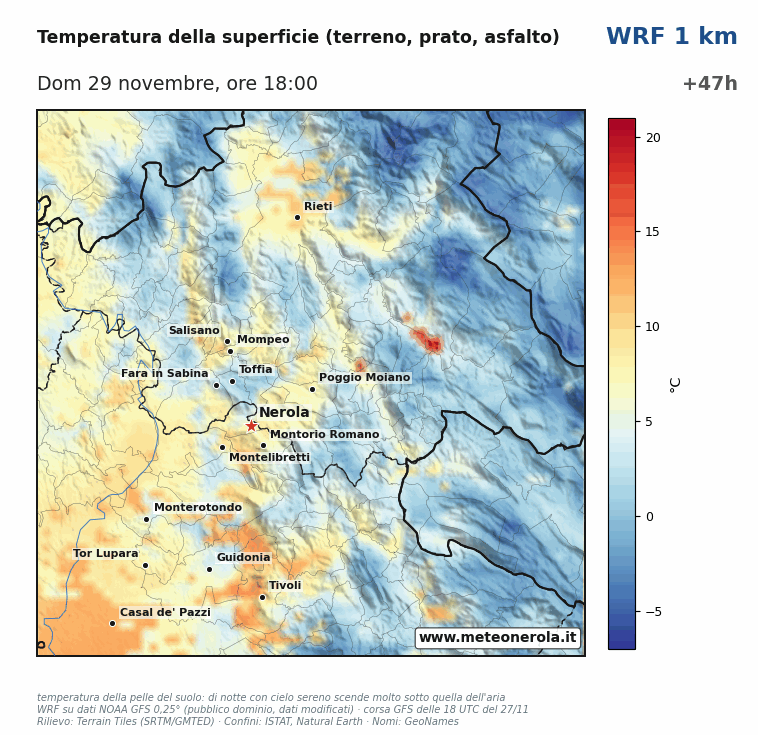 Temperatura della superficie (terreno, prato, asfalto)
WRF 1 km
Dom 29 novembre, ore 18:00
+47h
Rieti
Salisano
Mompeo
Toffia
Fara in Sabina
Poggio Moiano
Nerola
Montorio Romano
Montelibretti
Monterotondo
Tor Lupara
Guidonia
Tivoli
Casal de' Pazzi
www.meteonerola.it
20
15
10
5
0
−5
°C
temperatura della pelle del suolo: di notte con cielo sereno scende molto sotto quella dell'aria
WRF su dati NOAA GFS 0,25° (pubblico dominio, dati modificati) · corsa GFS delle 18 UTC del 27/11
Rilievo: Terrain Tiles (SRTM/GMTED) · Confini: ISTAT, Natural Earth · Nomi: GeoNames